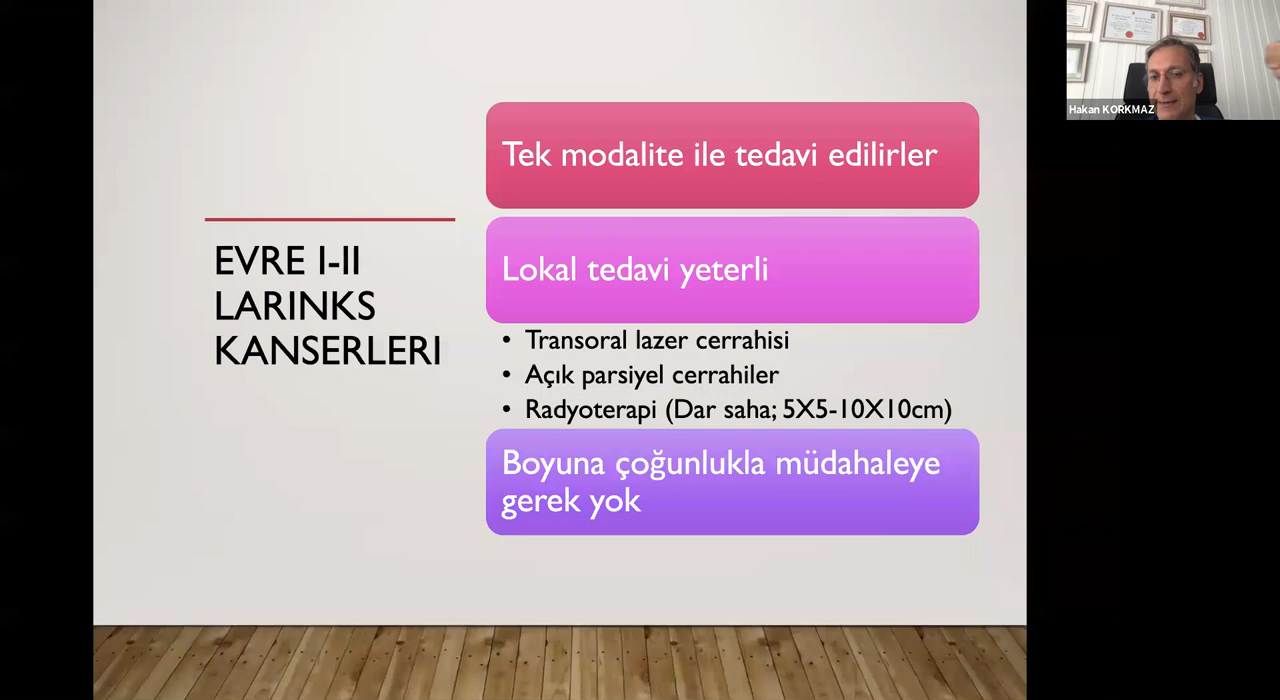 EVRE I-II
LARINKS
KANSERLERI
Tek modalite ile tedavi edilirler
Lokal tedavi yeterli
• Transoral lazer cerrahisi
• Açık parsiyel cerrahiler
• Radyoterapi (Dar saha; 5X5-10X10cm)
Boyuna çoğunlukla müdahaleye
gerek yok
Hakan KORKMAZ